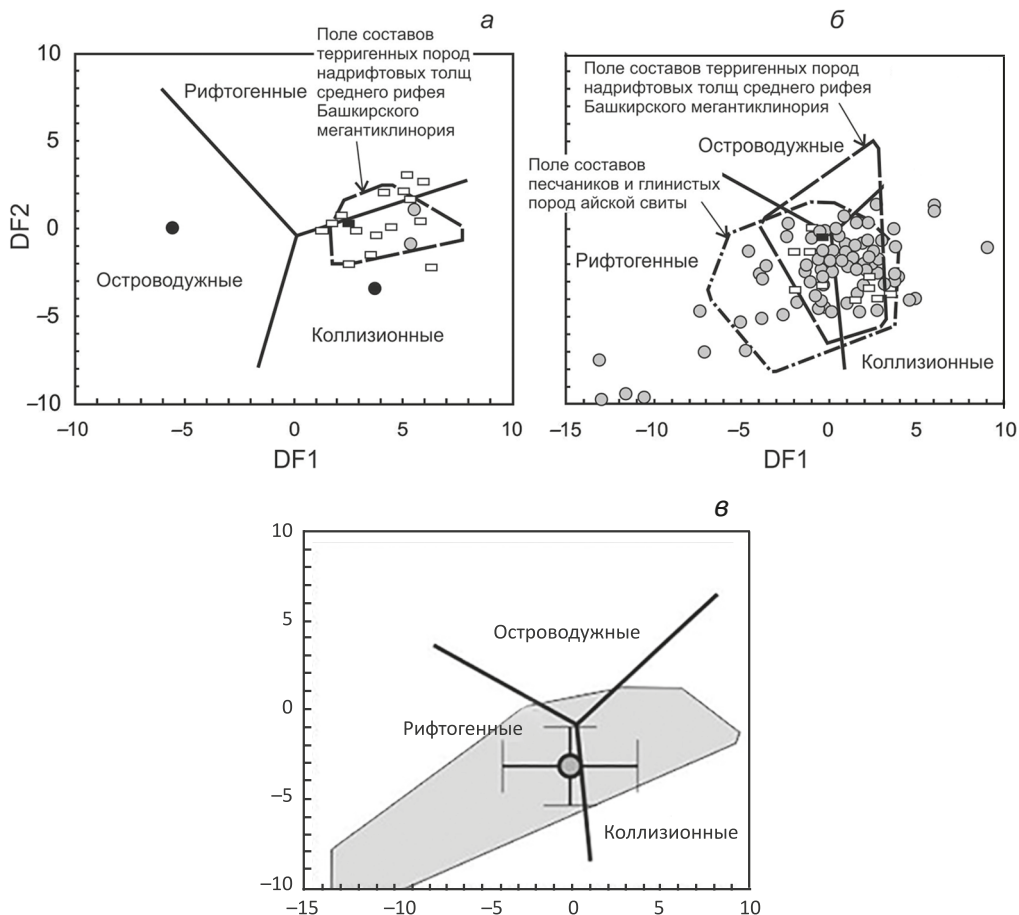 а
Поле составов
терригенных пород
надрифтовых толщ
среднего рифея
Башкирского
мегантиклинория
Рифтогенные
Островодужные
Коллизионные
10
5
0
–5
–10
DF2
–10
–5
0
5
10
DF1
б
Поле составов терригенных пород
надрифтовых толщ среднего рифея
Башкирского мегантиклинория
Островодужные
Поле составов
песчаников и глинистых
пород айской свиты
Рифтогенные
Коллизионные
–15
–10
–5
0
5
10
DF1
в
10
5
0
–5
–10
Островодужные
Рифтогенные
Коллизионные
–15
–10
–5
0
5
10